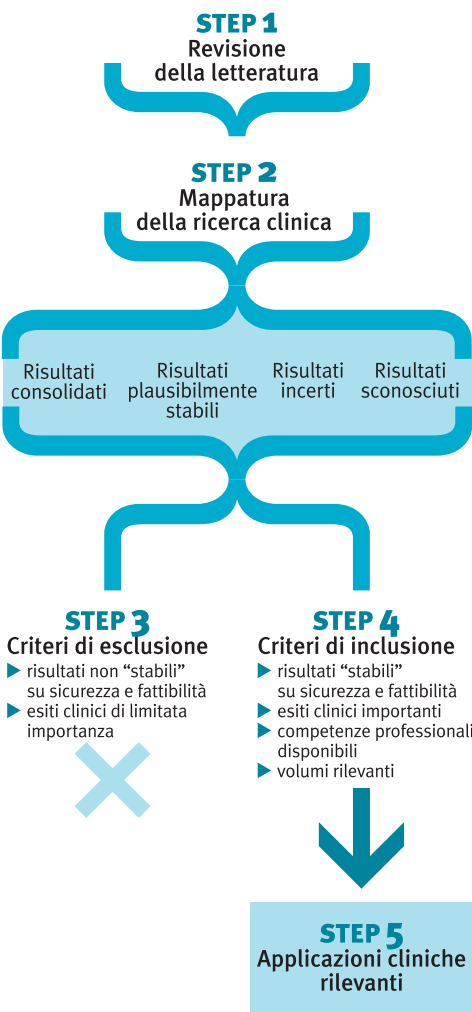 STEP 1
Revisione
della letteratura
STEP 2
Mappatura
della ricerca clinica
Risultati
consolidati
Risultati
plausibilmente
stabili
Risultati
incerti
Risultati
sconosciuti
STEP 3
Criteri di esclusione
risultati non “stabili”
su sicurezza e fattibilità
esiti clinici di limitata
importanza
STEP 4
Criteri di inclusione
risultati “stabili”
su sicurezza e fattibilità
esiti clinici importanti
competenze professionali
disponibili
volumi rilevanti
STEP 5
Applicazioni cliniche
rilevanti